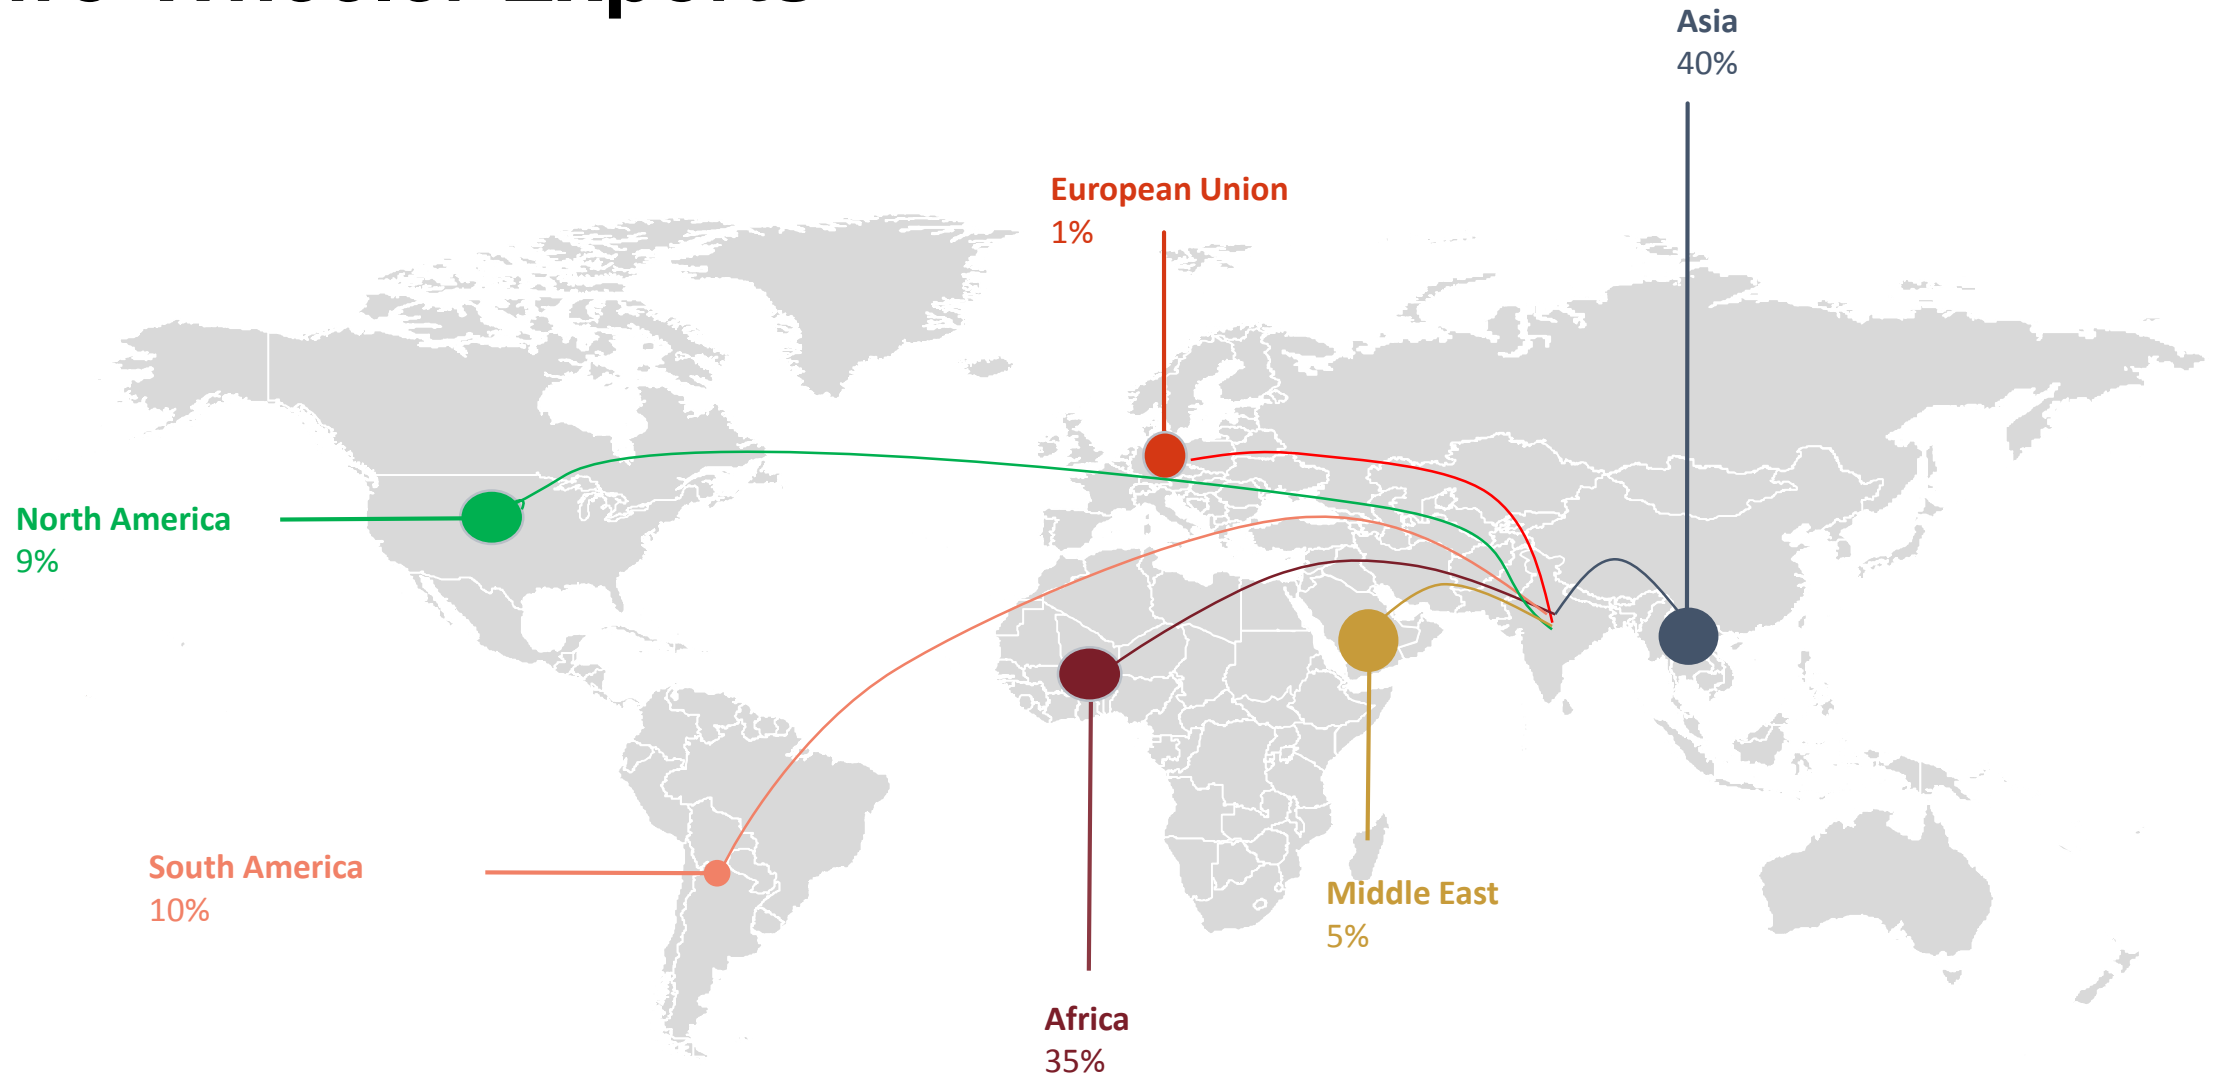 Asia
40%
European Union
1%
North America
9%
South America
10%
Middle East
5%
Africa
35%